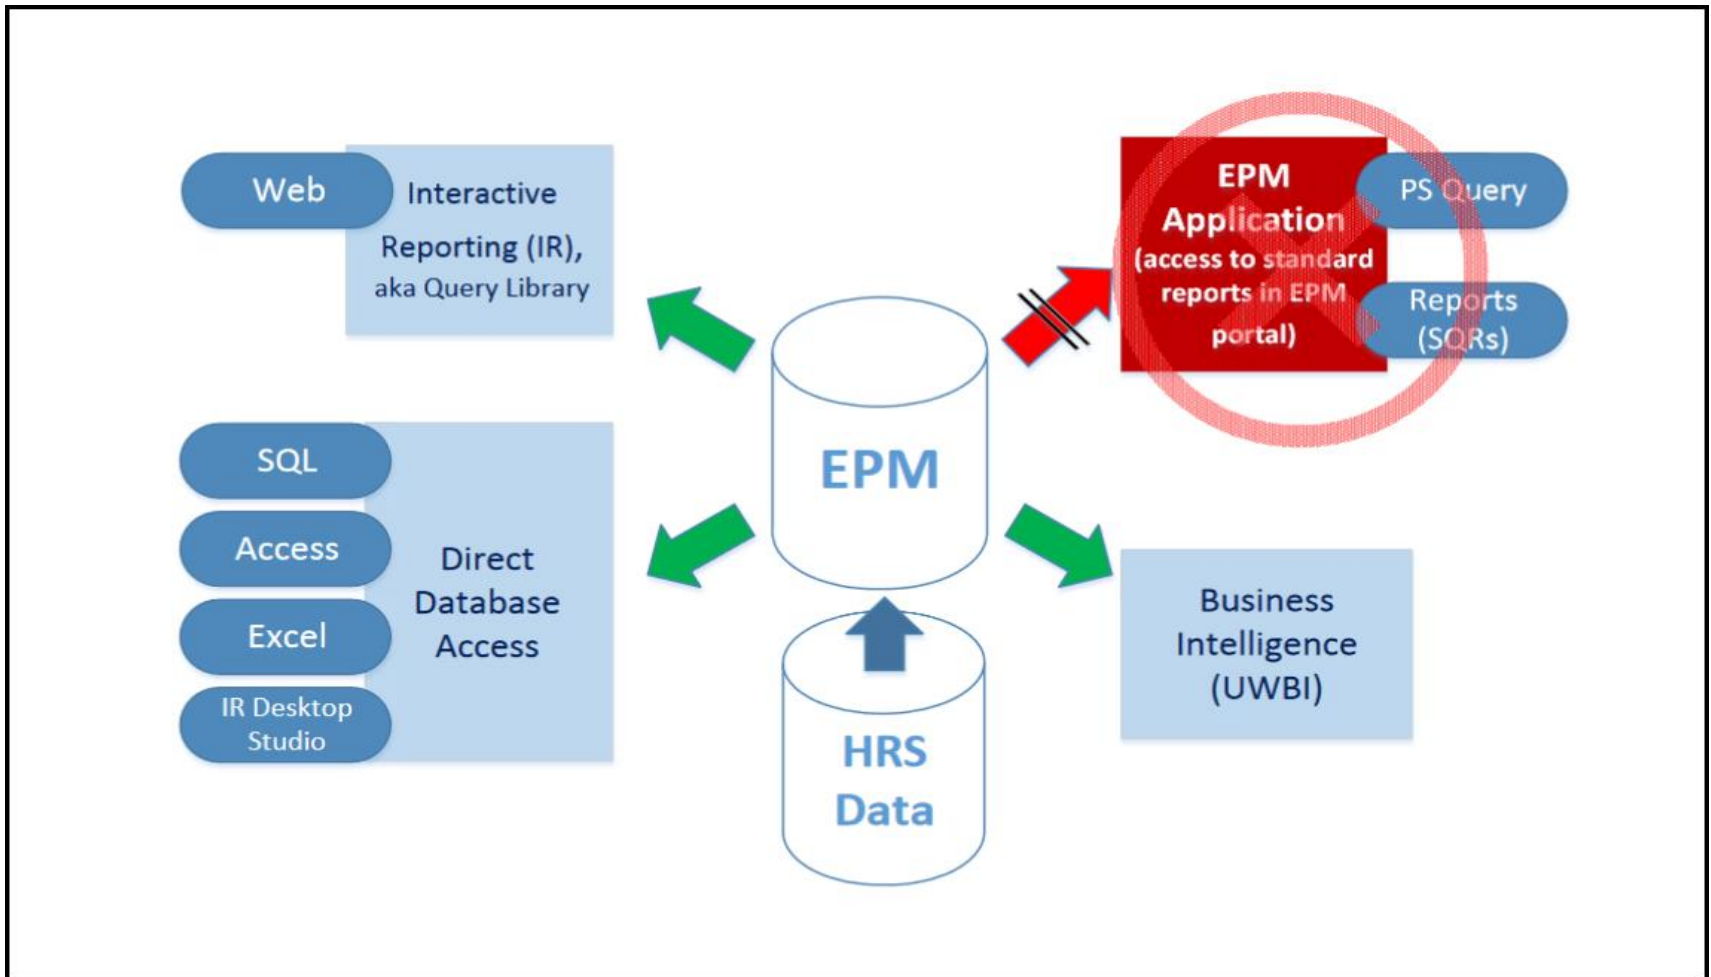 Web
Interactive
Reporting (IR),
aka Query Library
EPM
Application
(access to standard
reports in EPM
portal)
PS Query
Reports
(SQRs)
EPM
SQL
Access
Excel
IR Desktop
Studio
Direct
Database
Access
Business
Intelligence
(UWBI)
HRS
Data